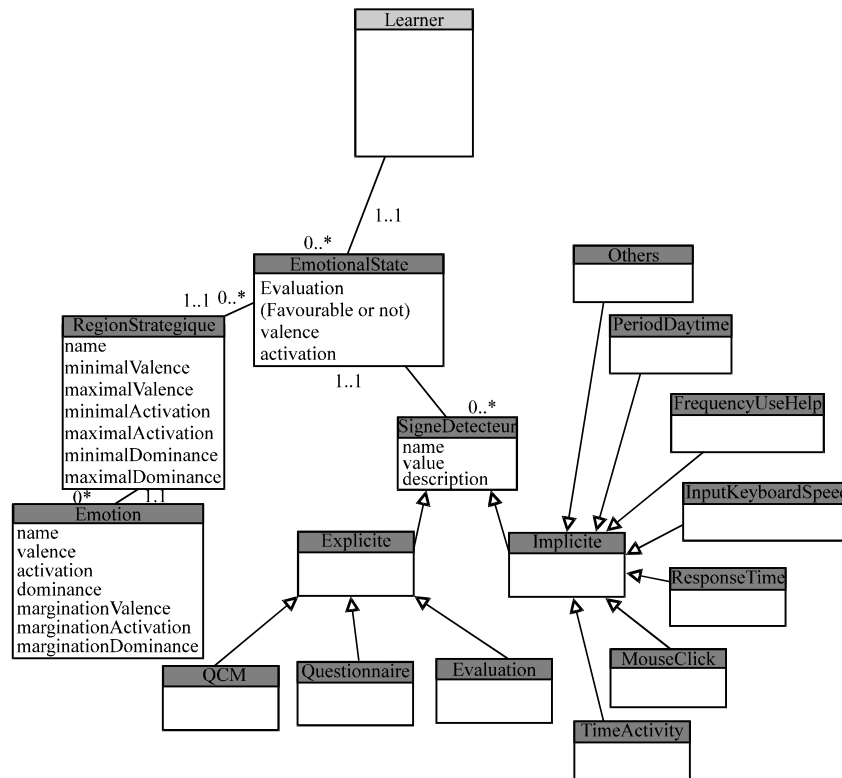 Learner
1..1
0..*
EmotionalState
Evaluation
(Favourable or not)
valence
activation
1..1
0..*
RegionStrategique
name
minimalValence
maximalValence
minimalActivation
maximalActivation
minimalDominance
maximalDominance
0*
1.1
Emotion
name
valence
activation
dominance
marginationValence
marginationActivation
marginationDominance
1..1
0..*
SigneDetecteur
name
value
description
Explicite
Implicite
QCM
Questionnaire
Evaluation
Others
PeriodDaytime
FrequencyUseHelp
InputKeyboardSpeed
ResponseTime
MouseClick
TimeActivity